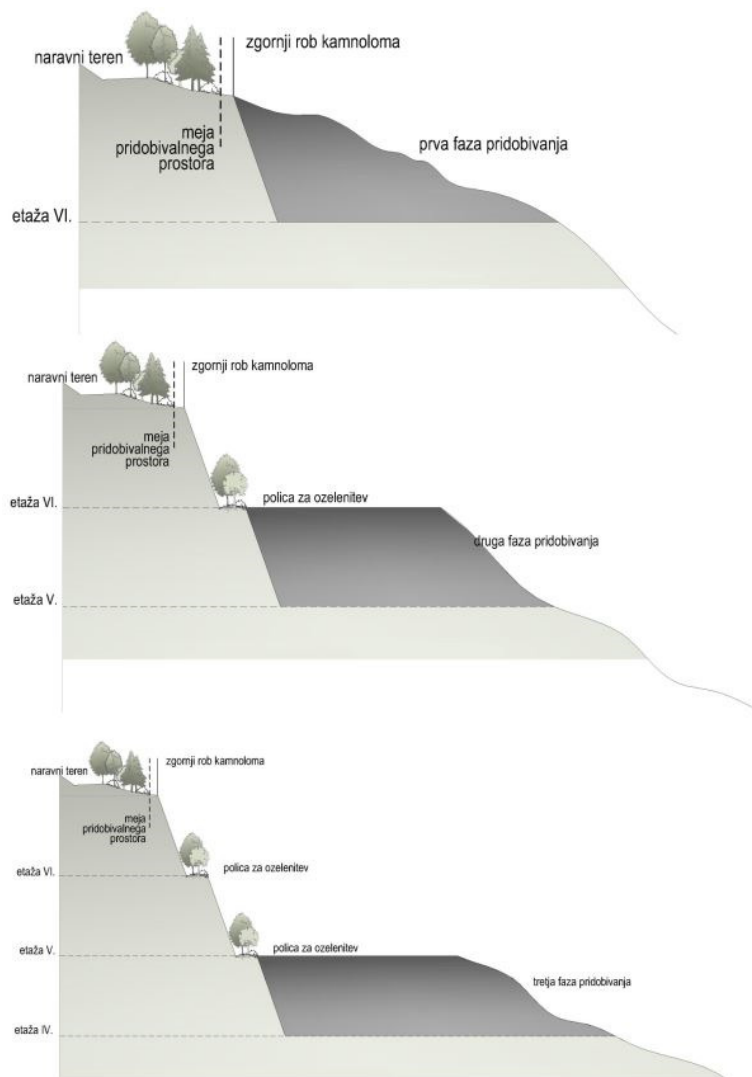 zgornji rob kamnoloma
naravni teren
meja
pridobivalnega
prostora
prva faza pridobivanja
etaža VI.
zgornji rob kamnoloma
naravni teren
meja
pridobivalnega
prostora
etaža VI.
polica za ozelenitev
druga faza pridobivanja
etaža V.
zgornji rob kamnoloma
naravni teren
meja
pridobivalnega
prostora
etaža VI.
polica za ozelenitev
etaža V.
polica za ozelenitev
tretja faza pridobivanja
etaža IV.